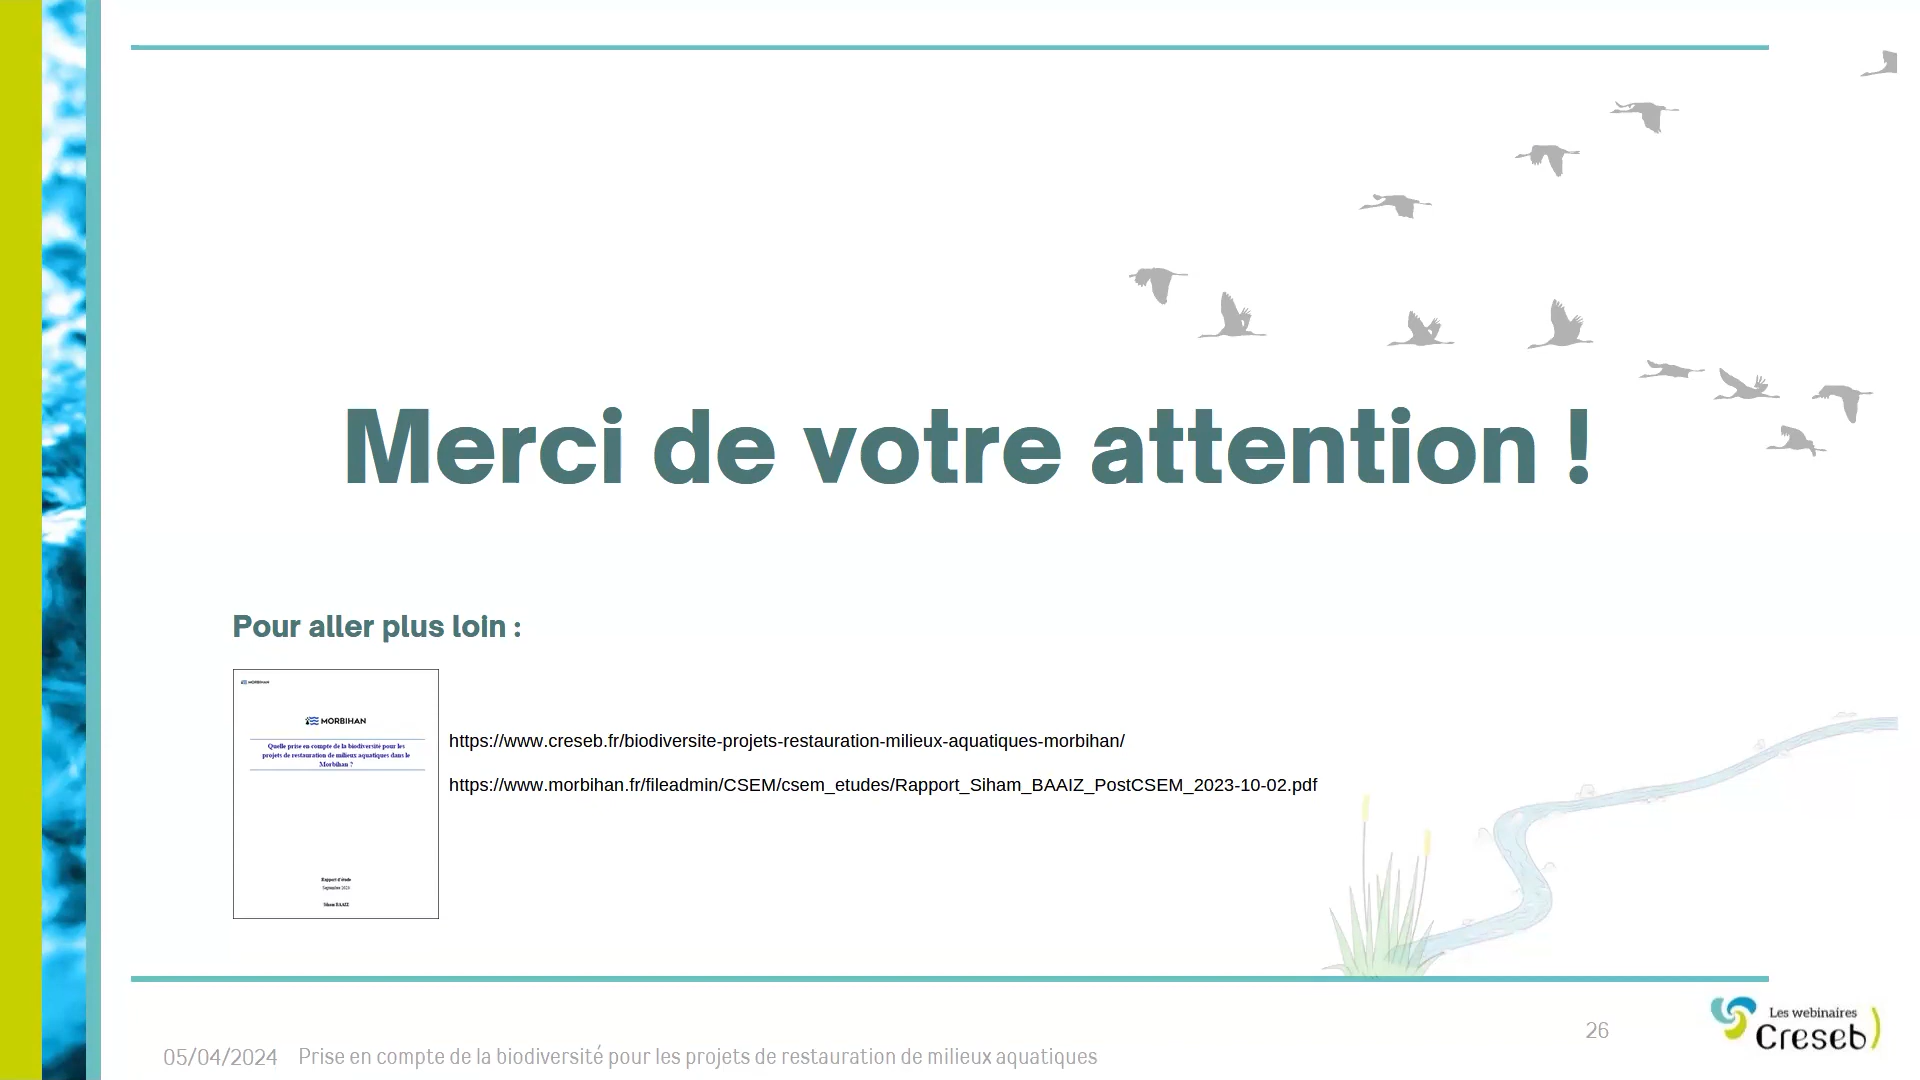 Merci de votre attention !
Pour aller plus loin :
MORBIHAN
MORBIHAN
Quelle prise en compte de la biodiversité pour les
projets de restauration de milieux aquatiques dans le
Morbihan ?
Rapport d'étude
Septembre 2023
Siham BAAIZ
https://www.creseb.fr/biodiversite-projets-restauration-milieux-aquatiques-morbihan/
https://www.morbihan.fr/fileadmin/CSEM/csem_etudes/Rapport_Siham_BAAIZ_PostCSEM_2023-10-02.pdf
05/04/2024 Prise en compte de la biodiversité pour les projets de restauration de milieux aquatiques
26
Les webinaires
Creseb